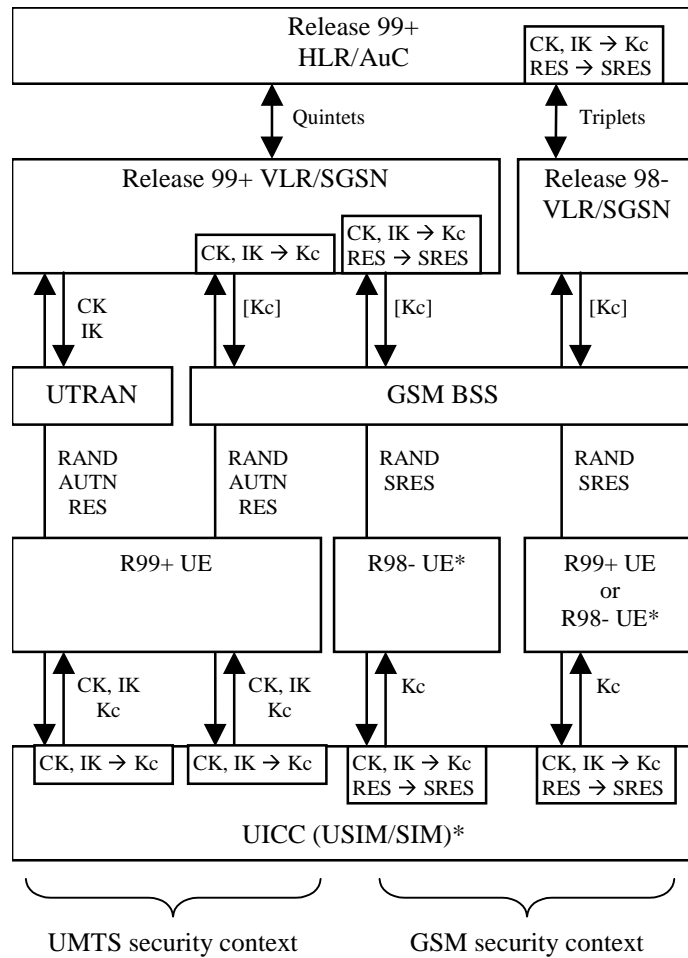 Release 99+
HLR/AuC
CK, IK → Kc
RES → SRES
Quintets
Triplets
Release 99+ VLR/SGSN
Release 98-
VLR/SGSN
CK, IK → Kc
CK, IK → Kc
RES → SRES
CK
IK
[Kc]
[Kc]
[Kc]
UTRAN
GSM BSS
RAND
AUTN
RES
RAND
AUTN
RES
RAND
SRES
RAND
SRES
R99+ UE
R98- UE*
R99+ UE
or
R98- UE*
CK, IK
Kc
CK, IK
Kc
Kc
Kc
CK, IK → Kc
CK, IK → Kc
CK, IK → Kc
RES → SRES
CK, IK → Kc
RES → SRES
UICC (USIM/SIM)*
UMTS security context
GSM security context